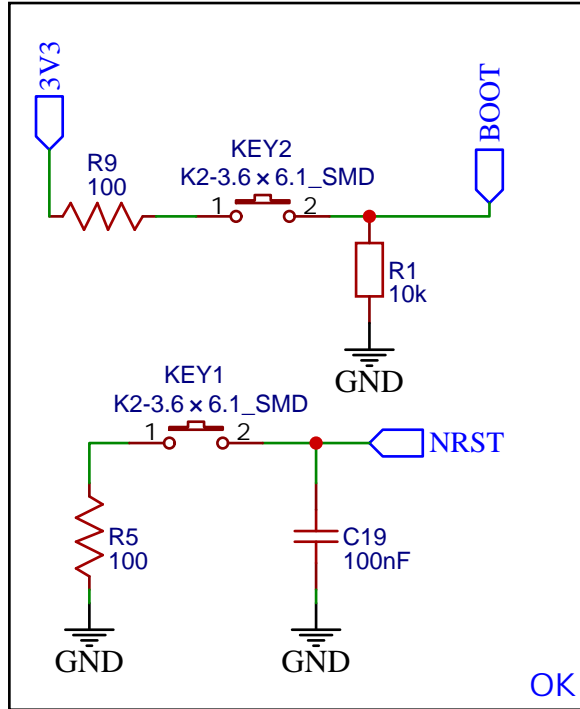 3V3
BOOT
R9
100
KEY2
K2-3.6×6.1_SMD
1
2
R1
10k
GND
KEY1
K2-3.6×6.1_SMD
1
2
NRST
R5
100
C19
100nF
GND
GND
OK